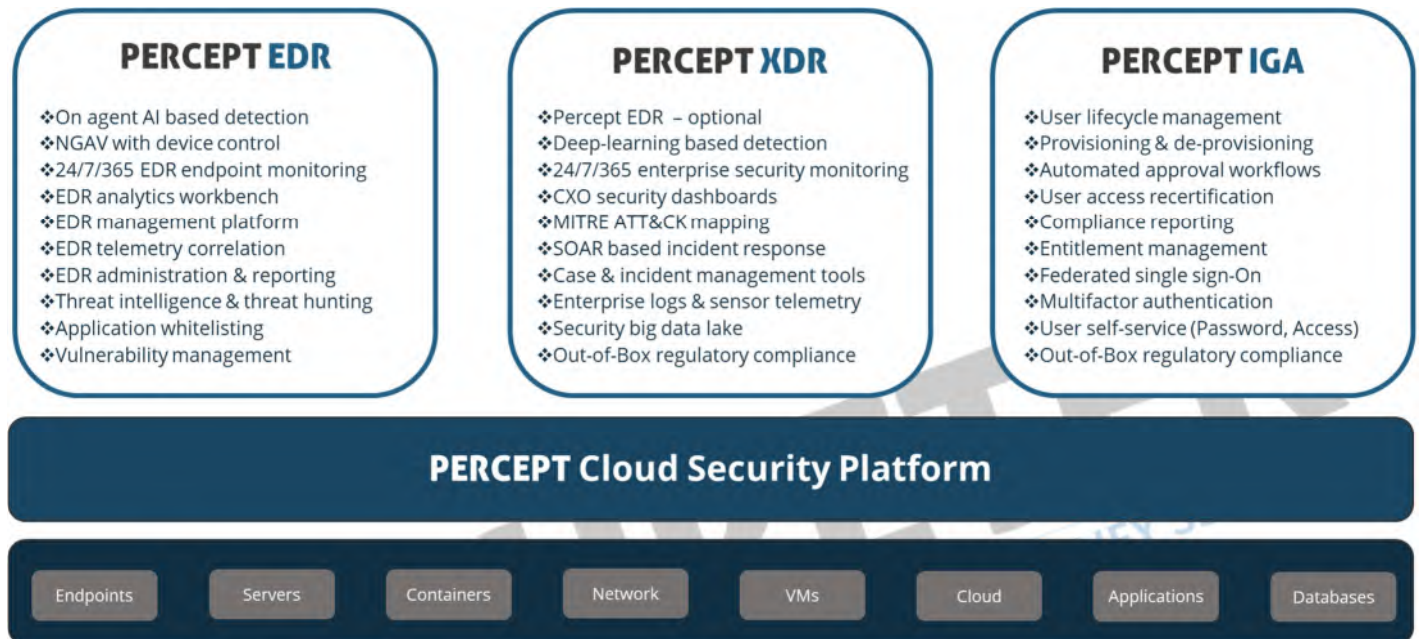 PERCEPT EDR
❖On agent AI based detection
❖NGAV with device control
❖24/7/365 EDR endpoint monitoring
❖EDR analytics workbench
❖EDR management platform
❖EDR telemetry correlation
❖EDR administration & reporting
❖Threat intelligence & threat hunting
❖Application whitelisting
❖Vulnerability management
PERCEPT XDR
❖Percept EDR – optional
❖Deep-learning based detection
❖24/7/365 enterprise security monitoring
❖CXO security dashboards
❖MITRE ATT&CK mapping
❖SOAR based incident response
❖Case & incident management tools
❖Enterprise logs & sensor telemetry
❖Security big data lake
❖Out-of-Box regulatory compliance
PERCEPT IGA
❖User lifecycle management
❖Provisioning & de-provisioning
❖Automated approval workflows
❖User access recertification
❖Compliance reporting
❖Entitlement management
❖Federated single sign-On
❖Multifactor authentication
❖User self-service (Password, Access)
❖Out-of-Box regulatory compliance
PERCEPT Cloud Security Platform
Endpoints
Servers
Containers
Network
VMs
Cloud
Applications
Databases